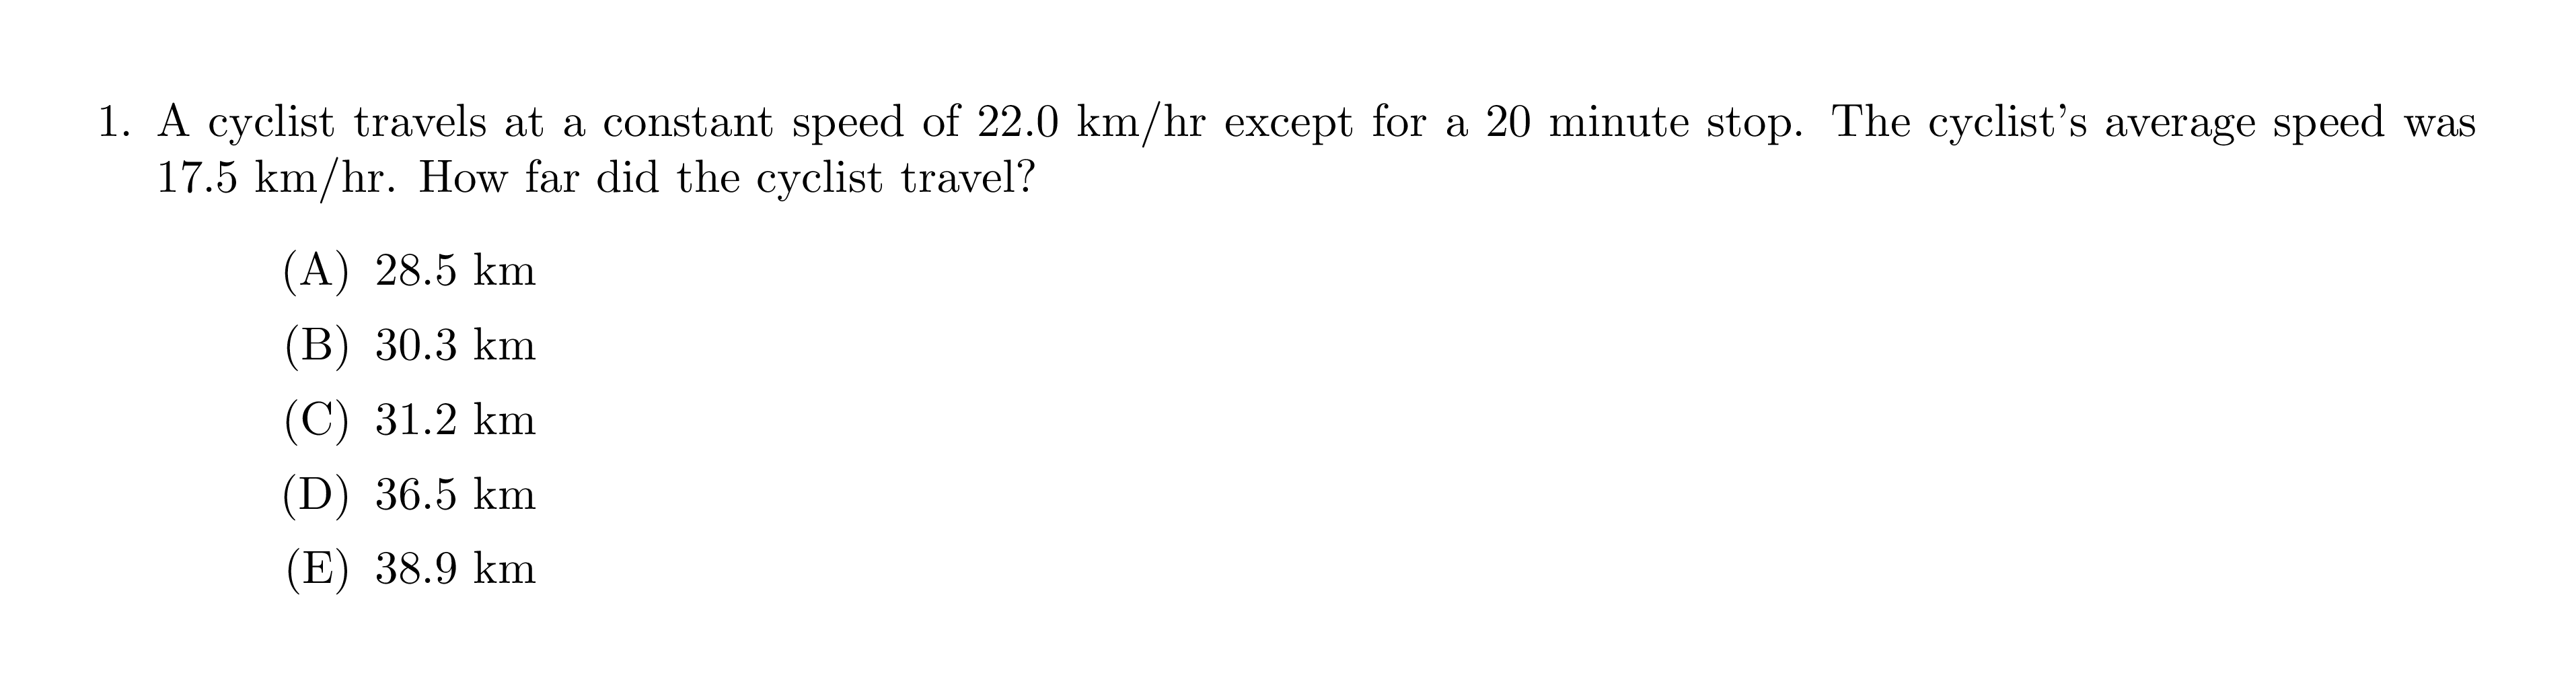 1. A cyclist travels at a constant speed of 22.0 km/hr except for a 20 minute stop. The cyclist's average speed was
17.5 km/hr. How far did the cyclist travel?
(A) 28.5 km
(B) 30.3 km
(C) 31.2 km
(D) 36.5 km
(E) 38.9 km